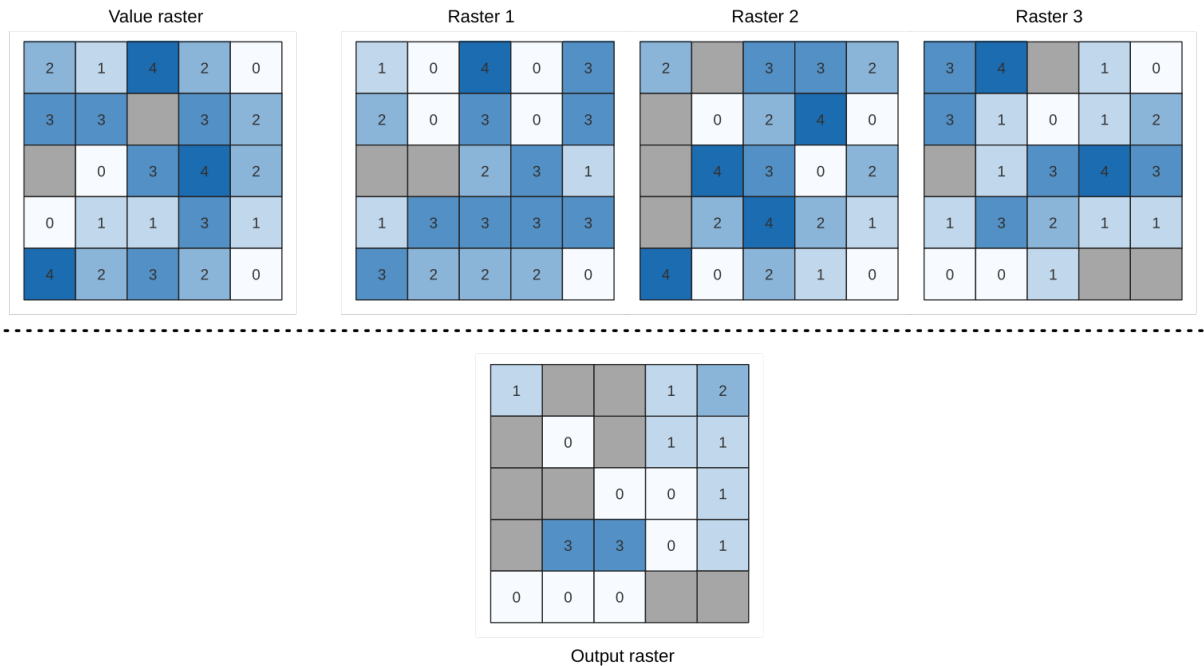 Value raster Raster 1 Raster 2 Raster 3
2 1 4 2 0 1 0 4 0 3 2 3 3 2 3 4 1 0
3 3 3 2 2 0 3 0 3 0 2 4 0 3 1 0 1 2
0 3 4 2 2 3 1 4 3 0 2 1 3 4 3
0 1 1 3 1 1 3 3 3 3 2 4 2 1 1 3 2 1 1
4 2 3 2 0 3 2 2 2 0 4 0 2 1 0 0 0 1
1 1 2
0 1 1
0 0 1
3 3 0 1
0 0 0
Output raster